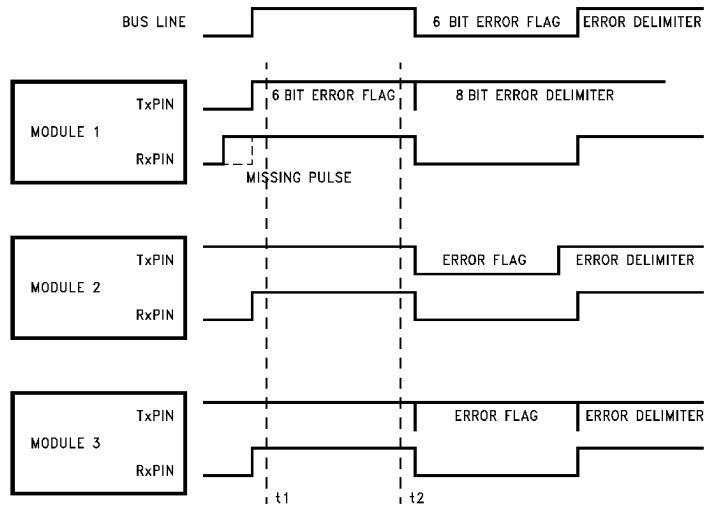 BUS LINE
6 BIT ERROR FLAG
ERROR DELIMITER
MODULE 1
TxPIN
6 BIT ERROR FLAG
8 BIT ERROR DELIMITER
RxPIN
MISSING PULSE
MODULE 2
TxPIN
ERROR FLAG
ERROR DELIMITER
RxPIN
MODULE 3
TxPIN
ERROR FLAG
ERROR DELIMITER
RxPIN
t1
t2